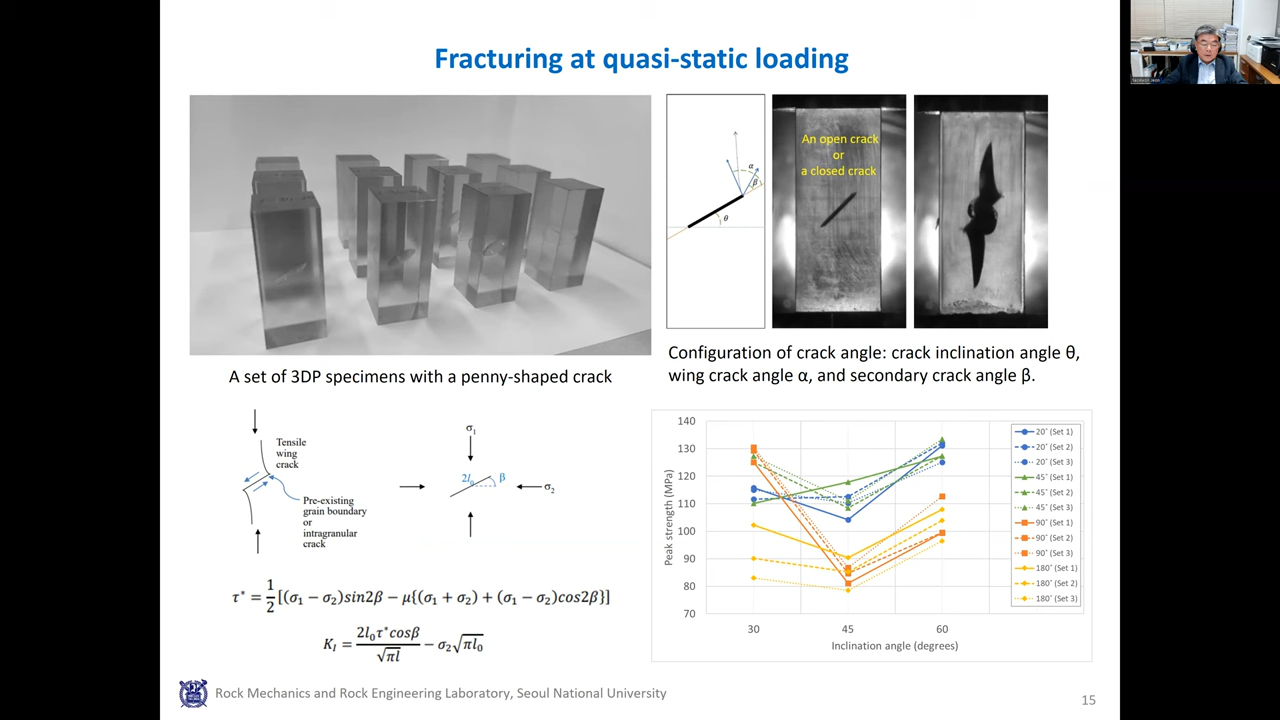 Fracturing at quasi-static loading
An open crack
or
a closed crack
α
β
θ
A set of 3DP specimens with a penny-shaped crack
Configuration of crack angle: crack inclination angle θ,
wing crack angle α, and secondary crack angle β.
Tensile
wing
crack
Pre-existing
grain boundary
or
intragranular
crack
σ1
2l0
β
σ2
τ* = 1/2 [(σ1 − σ2)sin2β − μ{(σ1 + σ2) + (σ1 − σ2)cos2β}]
KI = 2l0τ*cosβ / √πl − σ2√πl0
Peak strength (MPa)
140
130
120
110
100
90
80
70
30
45
60
Inclination angle (degrees)
20˚ (Set 1)
20˚ (Set 2)
20˚ (Set 3)
45˚ (Set 1)
45˚ (Set 2)
45˚ (Set 3)
90˚ (Set 1)
90˚ (Set 2)
90˚ (Set 3)
180˚ (Set 1)
180˚ (Set 2)
180˚ (Set 3)
Rock Mechanics and Rock Engineering Laboratory, Seoul National University
15